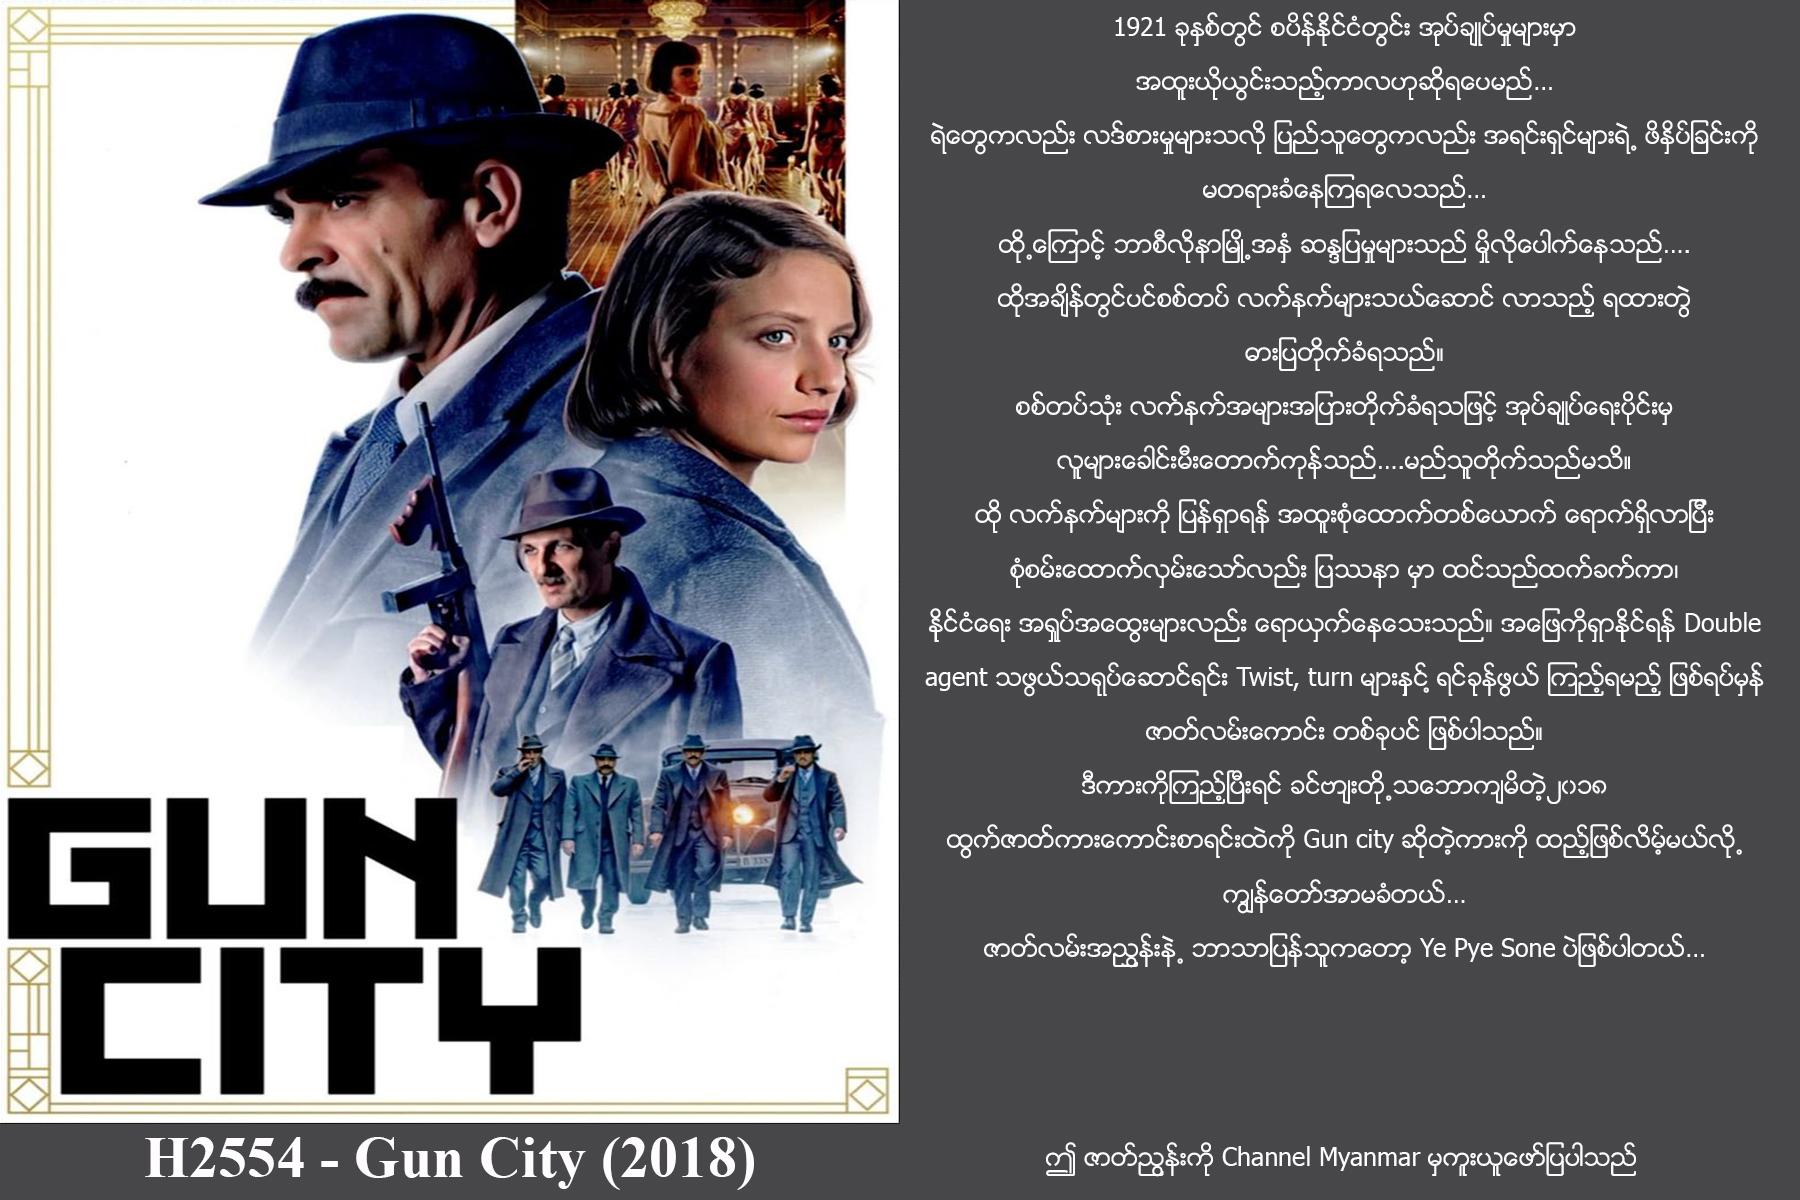 GUN
CITY
H2554 - Gun City (2018)
1921 ခုနှစ်တွင် စပိန်နိုင်ငံတွင်း အုပ်ချုပ်မှုများမှာ
အထူးယိုယွင်းသည့်ကာလဟုဆိုရပေမည်...
ရဲတွေကလည်း လဒ်စားမှုများသလို ပြည်သူတွေကလည်း အရင်းရှင်များရဲ့ ဖိနှိပ်ခြင်းကို
မတရားခံနေကြရလေသည်...
ထို့ကြောင့် ဘာစီလိုနာမြို့အနှံ ဆန္ဒပြမှုများသည် မှိုလိုပေါက်နေသည်....
ထိုအချိန်တွင်ပင်စစ်တပ် လက်နက်များသယ်ဆောင် လာသည့် ရထားတွဲ
ဓားပြတိုက်ခံရသည်။
စစ်တပ်သုံး လက်နက်အများအပြားတိုက်ခံရသဖြင့် အုပ်ချုပ်ရေးပိုင်းမှ
လူများခေါင်းမီးတောက်ကုန်သည်....မည်သူတိုက်သည်မသိ။
ထို လက်နက်များကို ပြန်ရှာရန် အထူးစုံထောက်တစ်ယောက် ရောက်ရှိလာပြီး
စုံစမ်းထောက်လှမ်းသော်လည်း ပြဿနာ မှာ ထင်သည်ထက်ခက်ကာ၊
နိုင်ငံရေး အရှုပ်အထွေးများလည်း ရောယှက်နေသေးသည်။ အဖြေကိုရှာနိုင်ရန် Double
agent သဖွယ်သရုပ်ဆောင်ရင်း Twist, turn များနှင့် ရင်ခုန်ဖွယ် ကြည့်ရမည့် ဖြစ်ရပ်မှန်
ဇာတ်လမ်းကောင်း တစ်ခုပင် ဖြစ်ပါသည်။
ဒီကားကိုကြည့်ပြီးရင် ခင်ဗျားတို့သဘောကျမိတဲ့၂၀၁၈
ထွက်ဇာတ်ကားကောင်းစာရင်းထဲကို Gun city ဆိုတဲ့ကားကို ထည့်ဖြစ်လိမ့်မယ်လို့
ကျွန်တော်အာမခံတယ်...
ဇာတ်လမ်းအညွှန်းနဲ့ ဘာသာပြန်သူကတော့ Ye Pye Sone ပဲဖြစ်ပါတယ်...
ဤ ဇာတ်ညွှန်းကို Channel Myanmar မှကူးယူဖော်ပြပါသည်